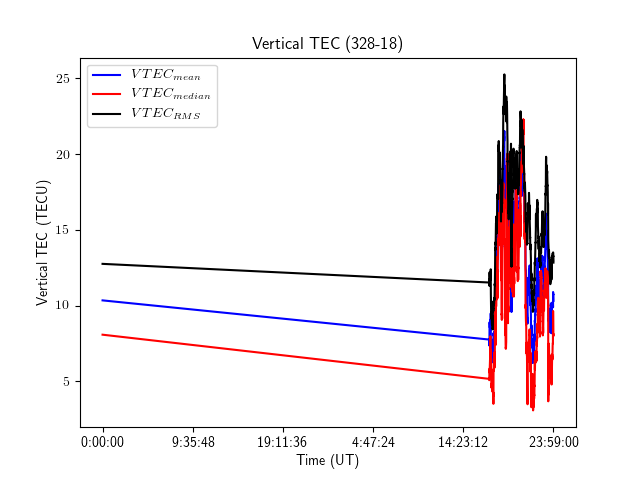 Vertical TEC (328-18)
VTEC_mean
VTEC_median
VTEC_RMS
25
20
15
10
5
Vertical TEC (TECU)
0:00:00 9:35:48 19:11:36 4:47:24 14:23:12 23:59:00
Time (UT)